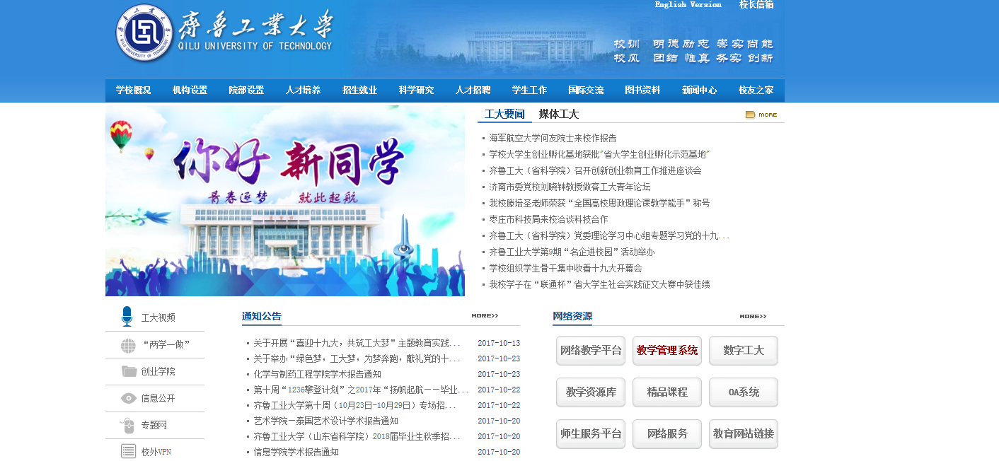 English Version 校长信箱
齊魯工業大學
QILU UNIVERSITY OF TECHNOLOGY
校训 明德励志 崇实尚能
校风 团结 惟真 务实 创新
学校概况 机构设置 院部设置 人才培养 招生就业 科学研究 人才招聘 学生工作 国际交流 图书资料 新闻中心 校友之家
你好 新同学
青春逐梦 就此起航
工大要闻 媒体工大 MORE
海军航空大学何友院士来校作报告
学校大学生创业孵化基地获批"省大学生创业孵化示范基地"
齐鲁工大（省科学院）召开创新创业教育工作推进座谈会
济南市委党校刘晓钟教授做客工大青年论坛
我校滕培圣老师荣获“全国高校思政理论课教学能手”称号
枣庄市科技局来校洽谈科技合作
齐鲁工大（省科学院）党委理论学习中心组专题学习党的十九...
齐鲁工业大学第9期“名企进校园”活动举办
学校组织学生骨干集中收看十九大开幕会
我校学子在“联通杯”省大学生社会实践征文大赛中获佳绩
工大视频
“两学一做”
创业学院
信息公开
专题网
校外VPN
通知公告 MORE>>
关于开展“喜迎十九大，共筑工大梦”主题教育实践... 2017-10-13
关于举办“绿色梦，工大梦，为梦奔跑，献礼党的十... 2017-10-23
化学与制药工程学院学术报告通知 2017-10-23
第十周“1236攀登计划”之2017年“扬帆起航——毕业... 2017-10-22
齐鲁工业大学第十周（10月23日-10月29日）专场招... 2017-10-22
艺术学院—泰国艺术设计学术报告通知 2017-10-20
齐鲁工业大学（山东省科学院）2018届毕业生秋季招... 2017-10-20
信息学院学术报告通知 2017-10-20
网络资源 MORE>>
网络教学平台 教学管理系统 数字工大
教学资源库 精品课程 OA系统
师生服务平台 网络服务 教育网站链接